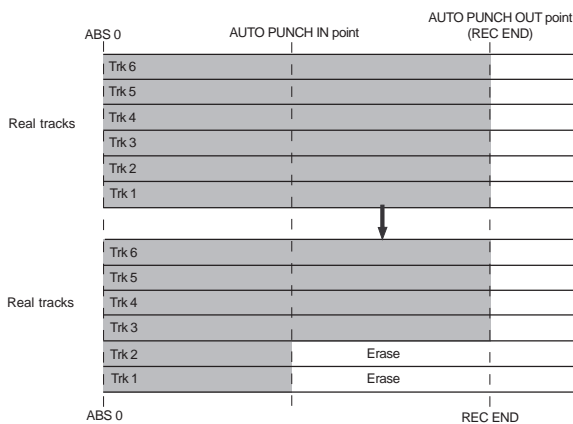 AUTO PUNCH OUT point
ABS 0 AUTO PUNCH IN point (REC END)
Trk 6
Trk 5
Trk 4
Real tracks
Trk 3
Trk 2
Trk 1
Trk 6
Trk 5
Trk 4
Real tracks
Trk 3
Trk 2 Erase
Trk 1 Erase
ABS 0 REC END